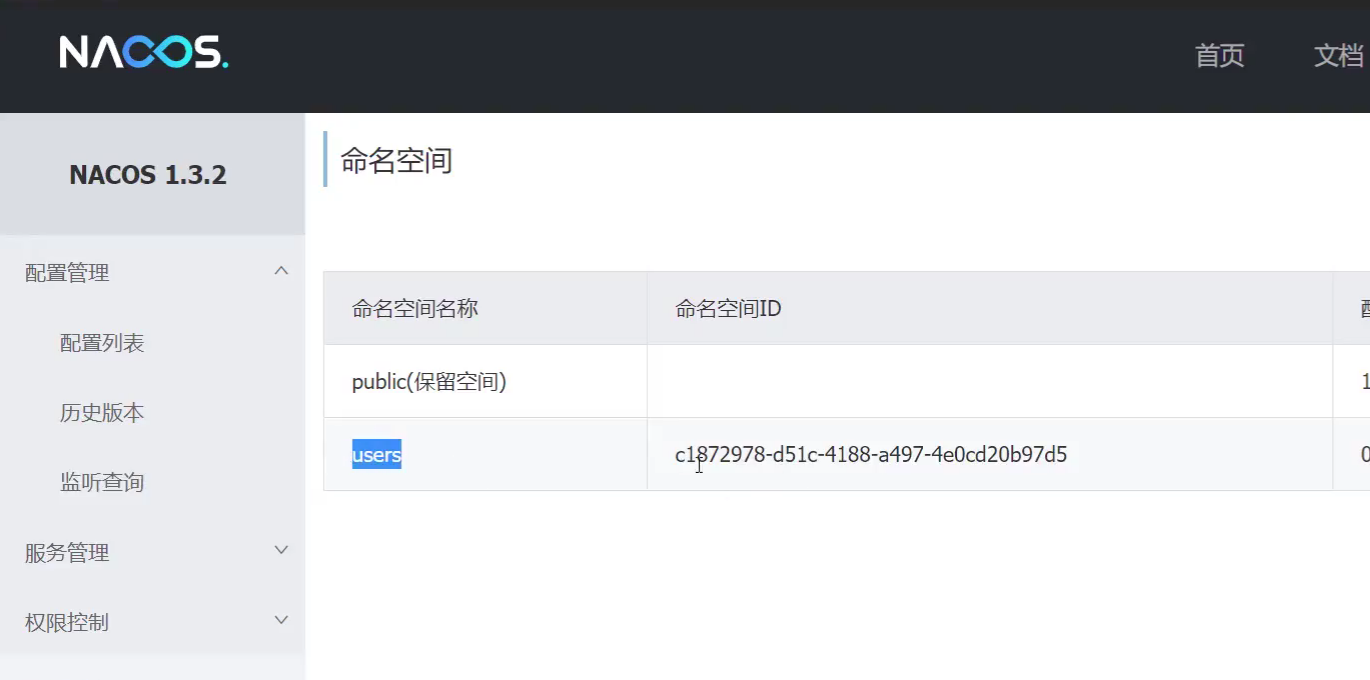 NACOS.
首页
文档
NACOS 1.3.2
命名空间
配置管理
命名空间名称
命名空间ID
配置列表
public(保留空间)
历史版本
users
c1872978-d51c-4188-a497-4e0cd20b97d5
监听查询
服务管理
权限控制